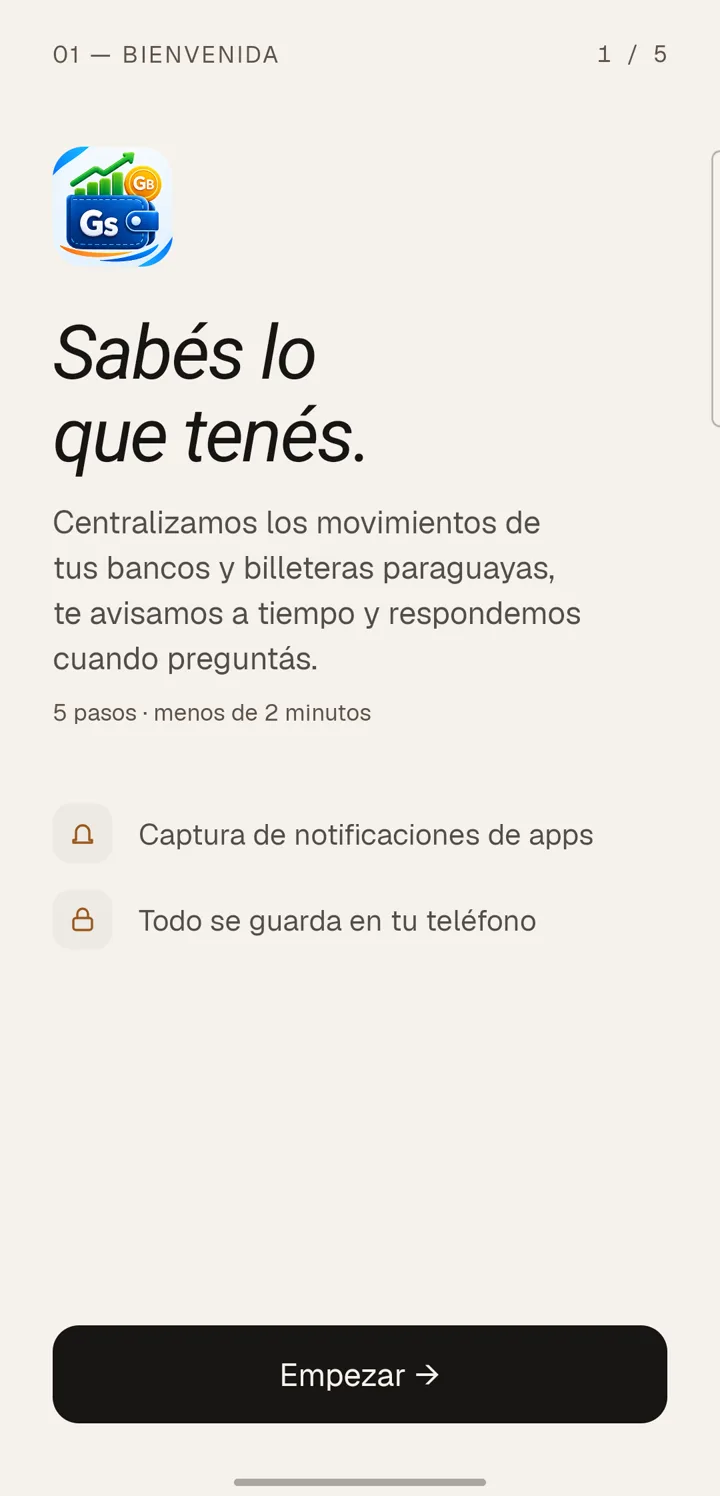 01 — BIENVENIDA
1 / 5
GB
Gs
Sabés lo
que tenés.
Centralizamos los movimientos de
tus bancos y billeteras paraguayas,
te avisamos a tiempo y respondemos
cuando preguntás.
5 pasos · menos de 2 minutos
Captura de notificaciones de apps
Todo se guarda en tu teléfono
Empezar →